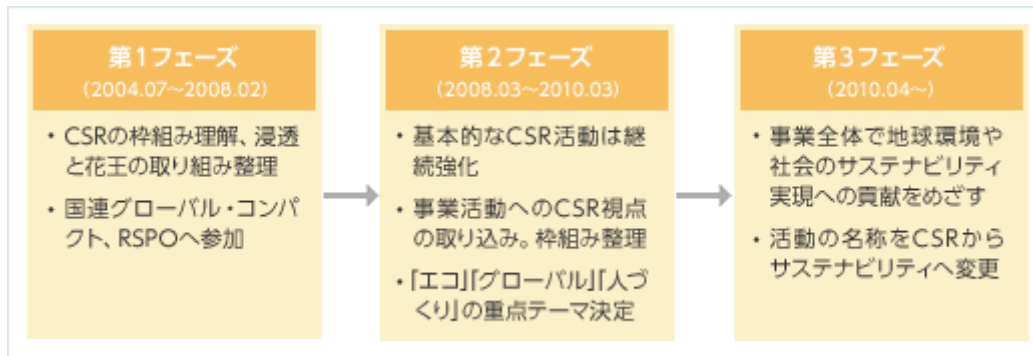 第1フェーズ
(2004.07〜2008.02)
・CSRの枠組み理解、浸透
と花王の取り組み整理
・国連グローバル・コンパ
クト、RSPOへ参加
第2フェーズ
(2008.03〜2010.03)
・基本的なCSR活動は継
続強化
・事業活動へのCSR視点
の取り込み。枠組み整理
・「エコ」「グローバル」「人づ
くり」の重点テーマ決定
第3フェーズ
(2010.04〜)
・事業全体で地球環境や
社会のサステナビリティ
実現への貢献をめざす
・活動の名称をCSRから
サステナビリティへ変更